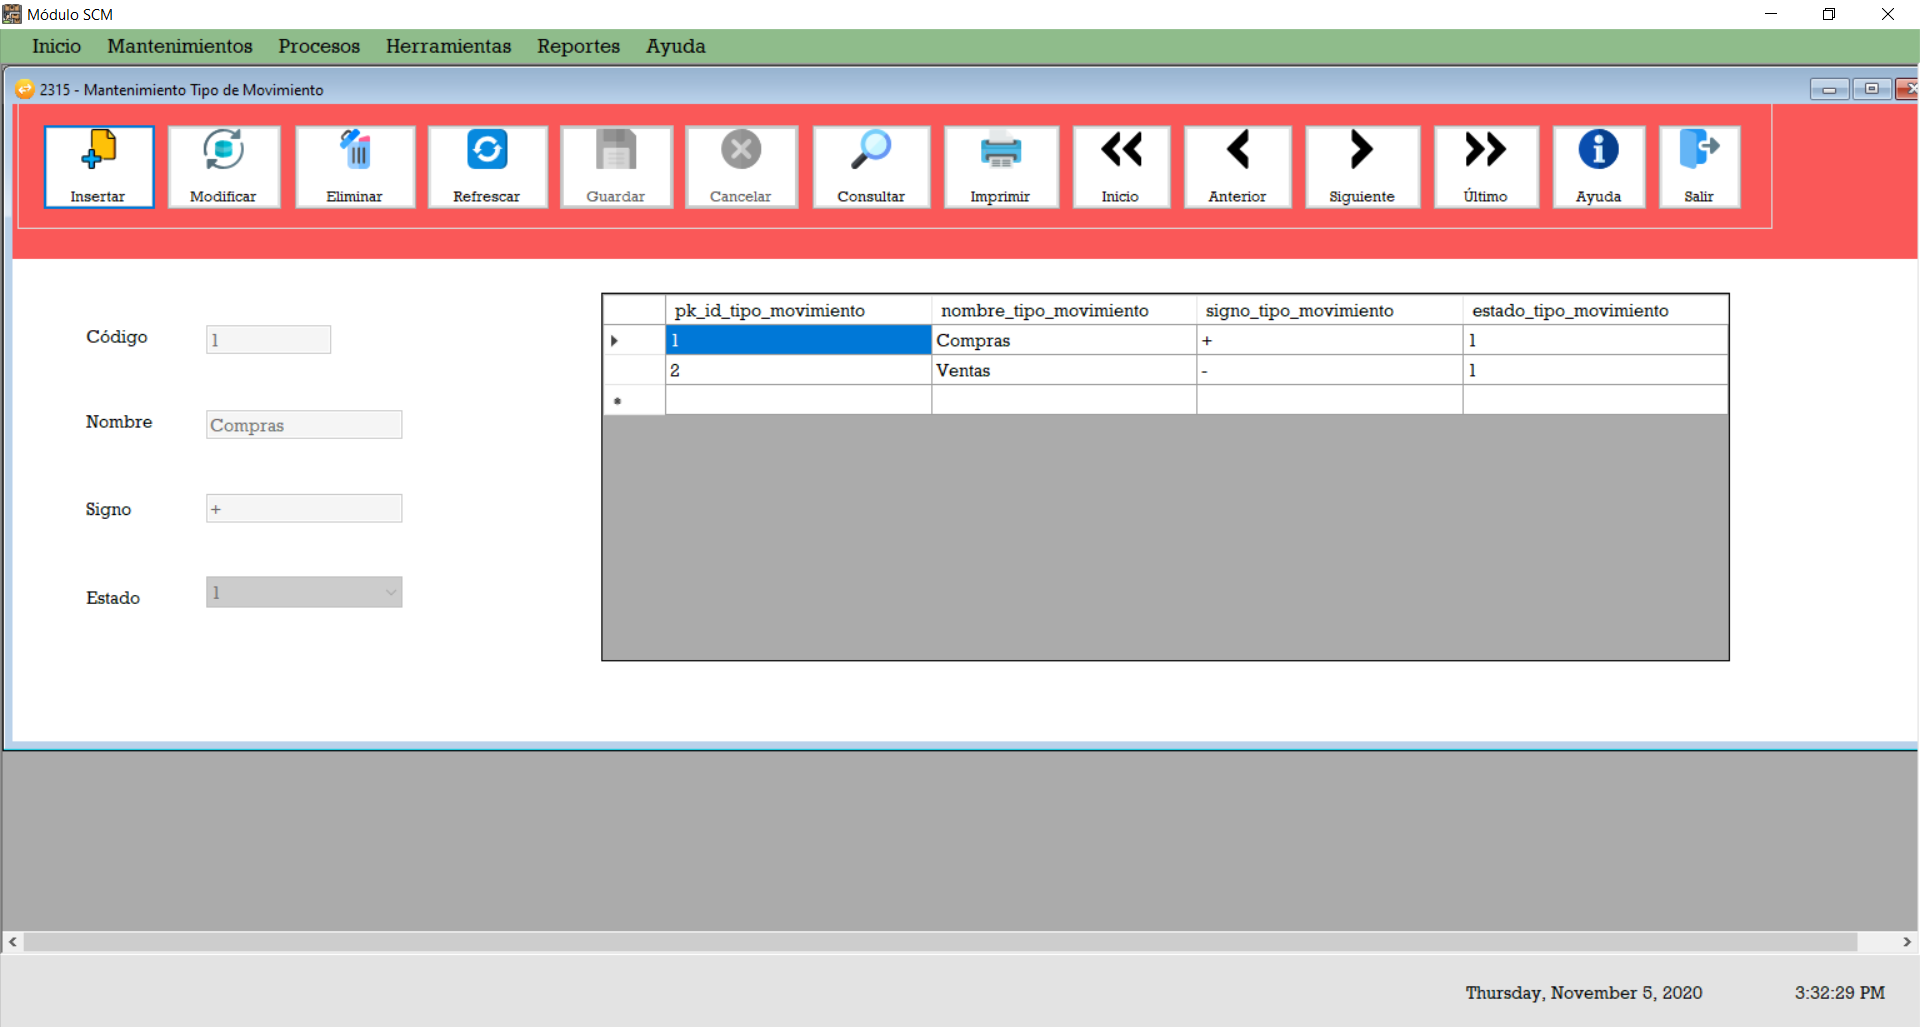 Módulo SCM
Inicio Mantenimientos Procesos Herramientas Reportes Ayuda
2315 - Mantenimiento Tipo de Movimiento
Insertar Modificar Eliminar Refrescar Guardar Cancelar Consultar Imprimir Inicio Anterior Siguiente Último Ayuda Salir
pk_id_tipo_movimiento nombre_tipo_movimiento signo_tipo_movimiento estado_tipo_movimiento
Código 1
1 Compras + 1
2 Ventas - 1
Nombre Compras
Signo +
Estado 1
Thursday, November 5, 2020 3:32:29 PM